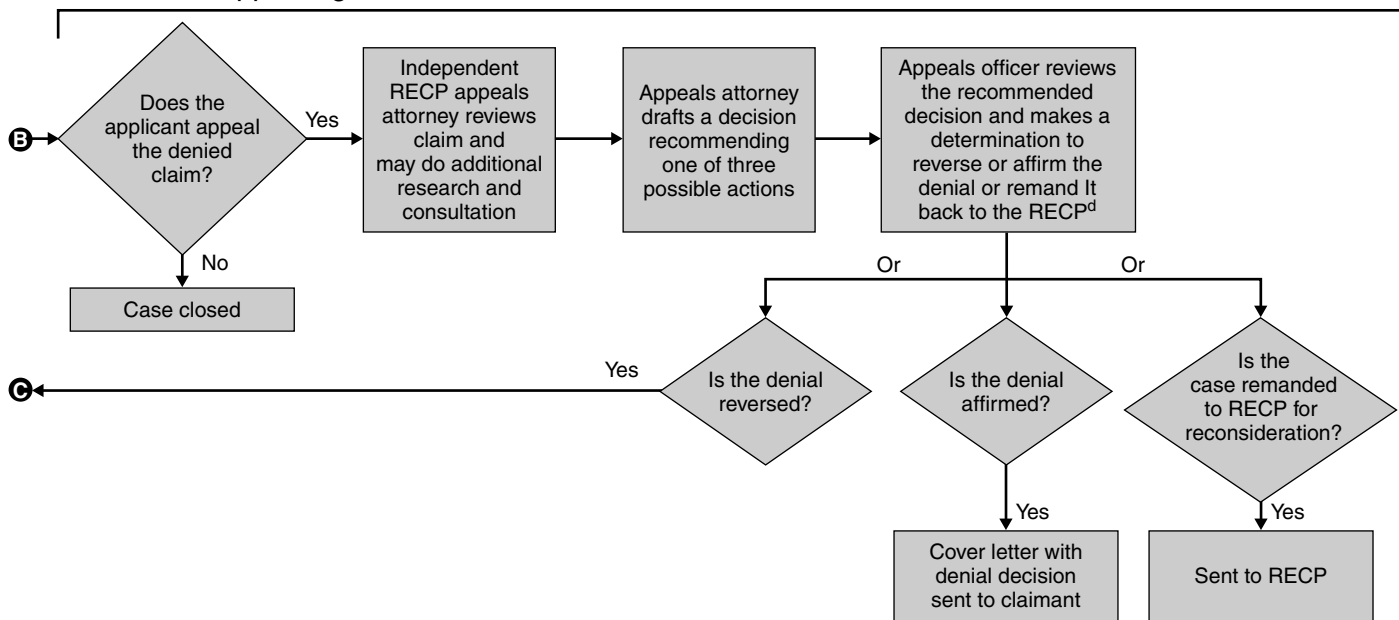 B
Does the
applicant appeal
the denied
claim?
Yes
Independent
RECP appeals
attorney reviews
claim and
may do additional
research and
consultation
Appeals attorney
drafts a decision
recommending
one of three
possible actions
Appeals officer reviews
the recommended
decision and makes a
determination to
reverse or affirm the
denial or remand It
back to the RECPd
No
Case closed
Or
Or
C
Yes
Is the denial
reversed?
Is the denial
affirmed?
Is the
case remanded
to RECP for
reconsideration?
Yes
Yes
Cover letter with
denial decision
sent to claimant
Sent to RECP